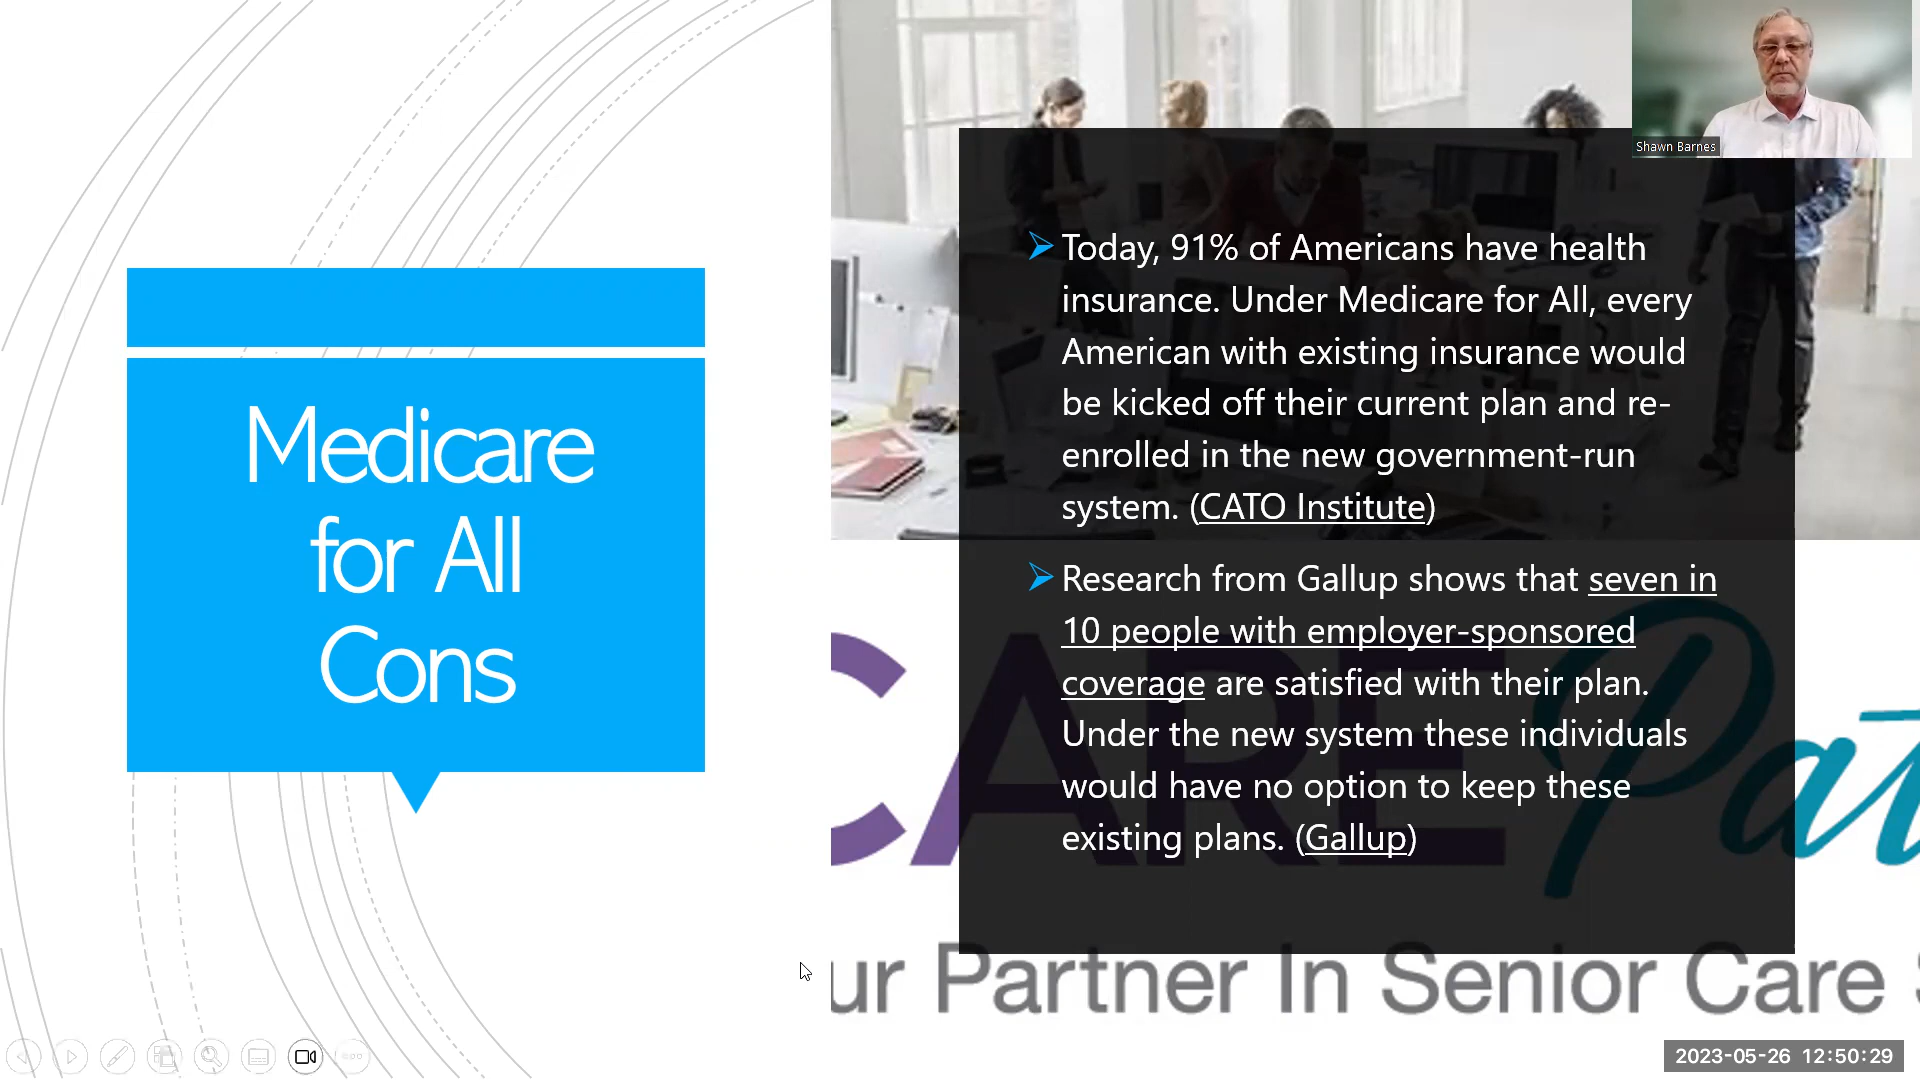 Shawn Barnes
Medicare
for All
Cons
Today, 91% of Americans have health
insurance. Under Medicare for All, every
American with existing insurance would
be kicked off their current plan and re-
enrolled in the new government-run
system. (CATO Institute)
Research from Gallup shows that seven in
10 people with employer-sponsored
coverage are satisfied with their plan.
Under the new system these individuals
would have no option to keep these
existing plans. (Gallup)
CARE Pat
ur Partner In Senior Care
2023-05-26 12:50:29